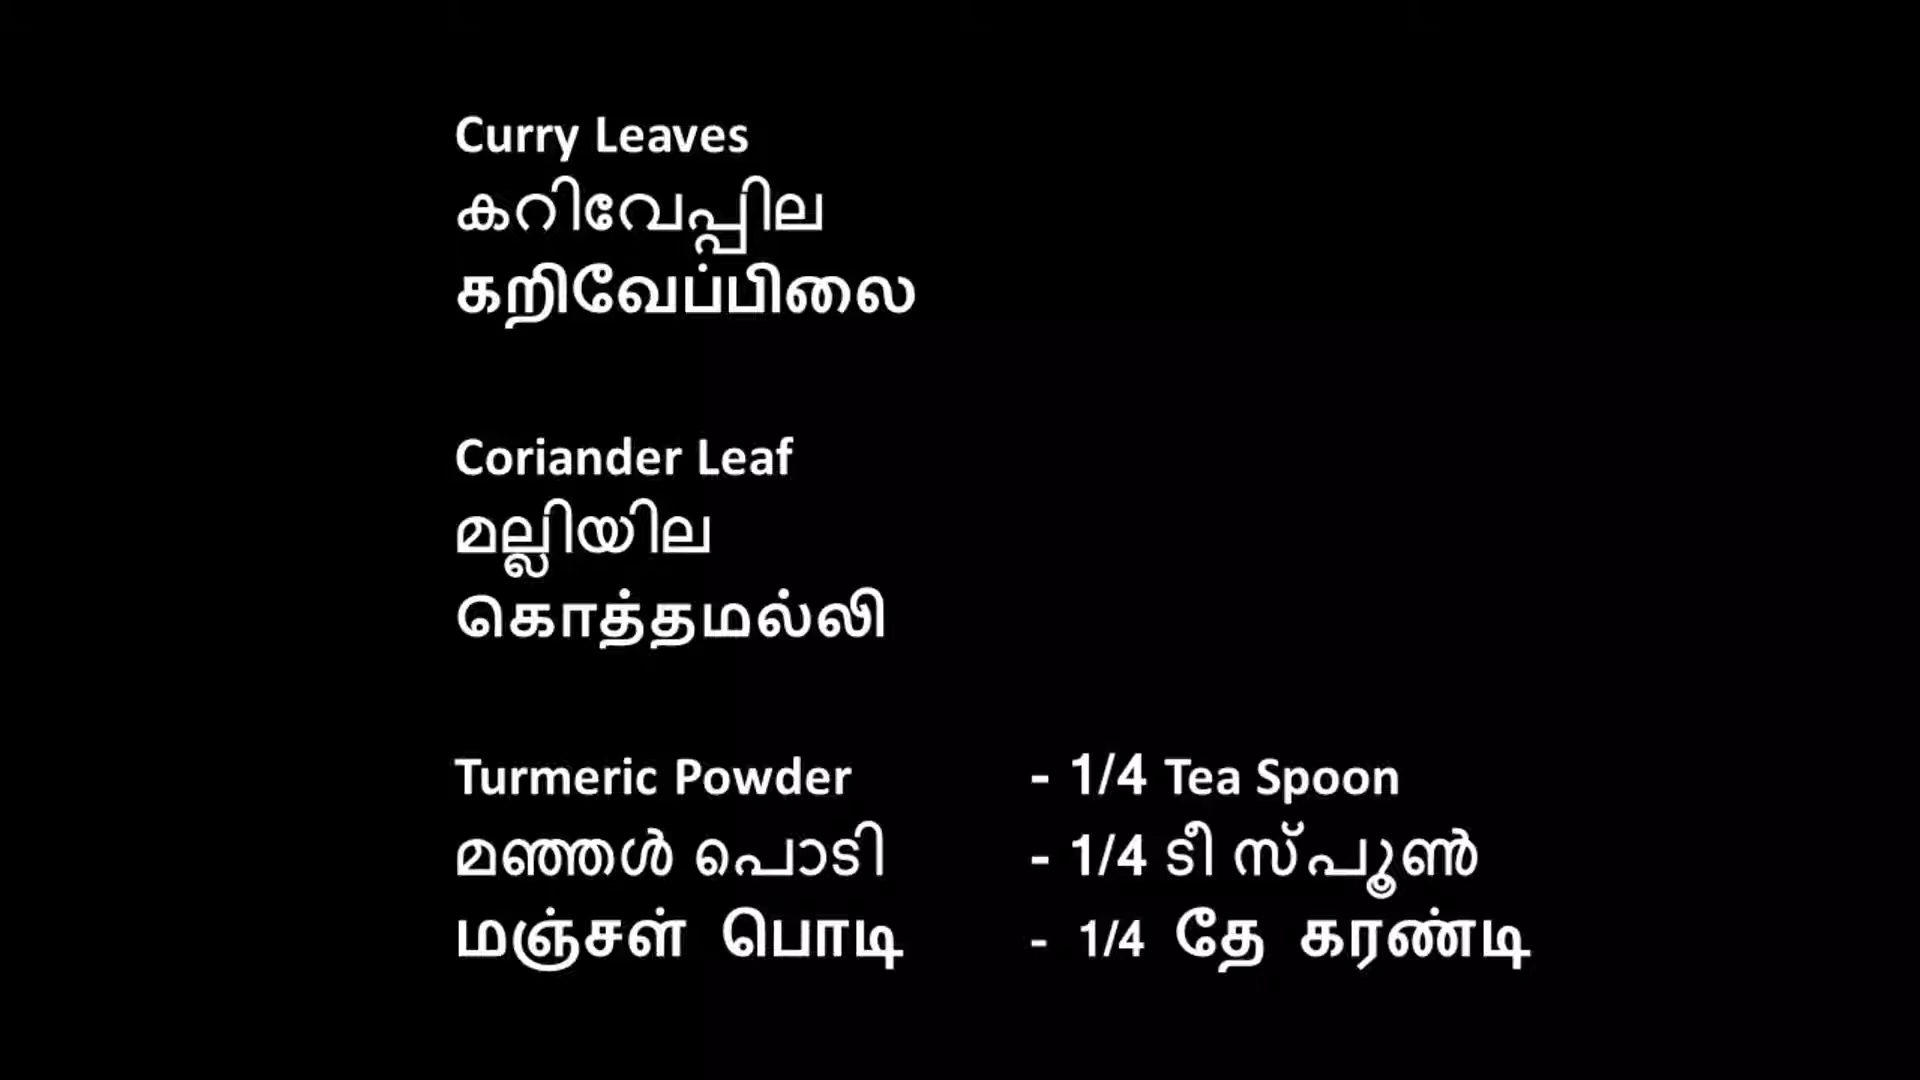 Curry Leaves
കറിവേപ്പില
கறிவேப்பிலை
Coriander Leaf
മല്ലിയില
கொத்தமல்லி
Turmeric Powder - 1/4 Tea Spoon
മഞ്ഞൾ പൊടി - 1/4 ടീ സ്പൂൺ
மஞ்சள் பொடி - 1/4 தே கரண்டி